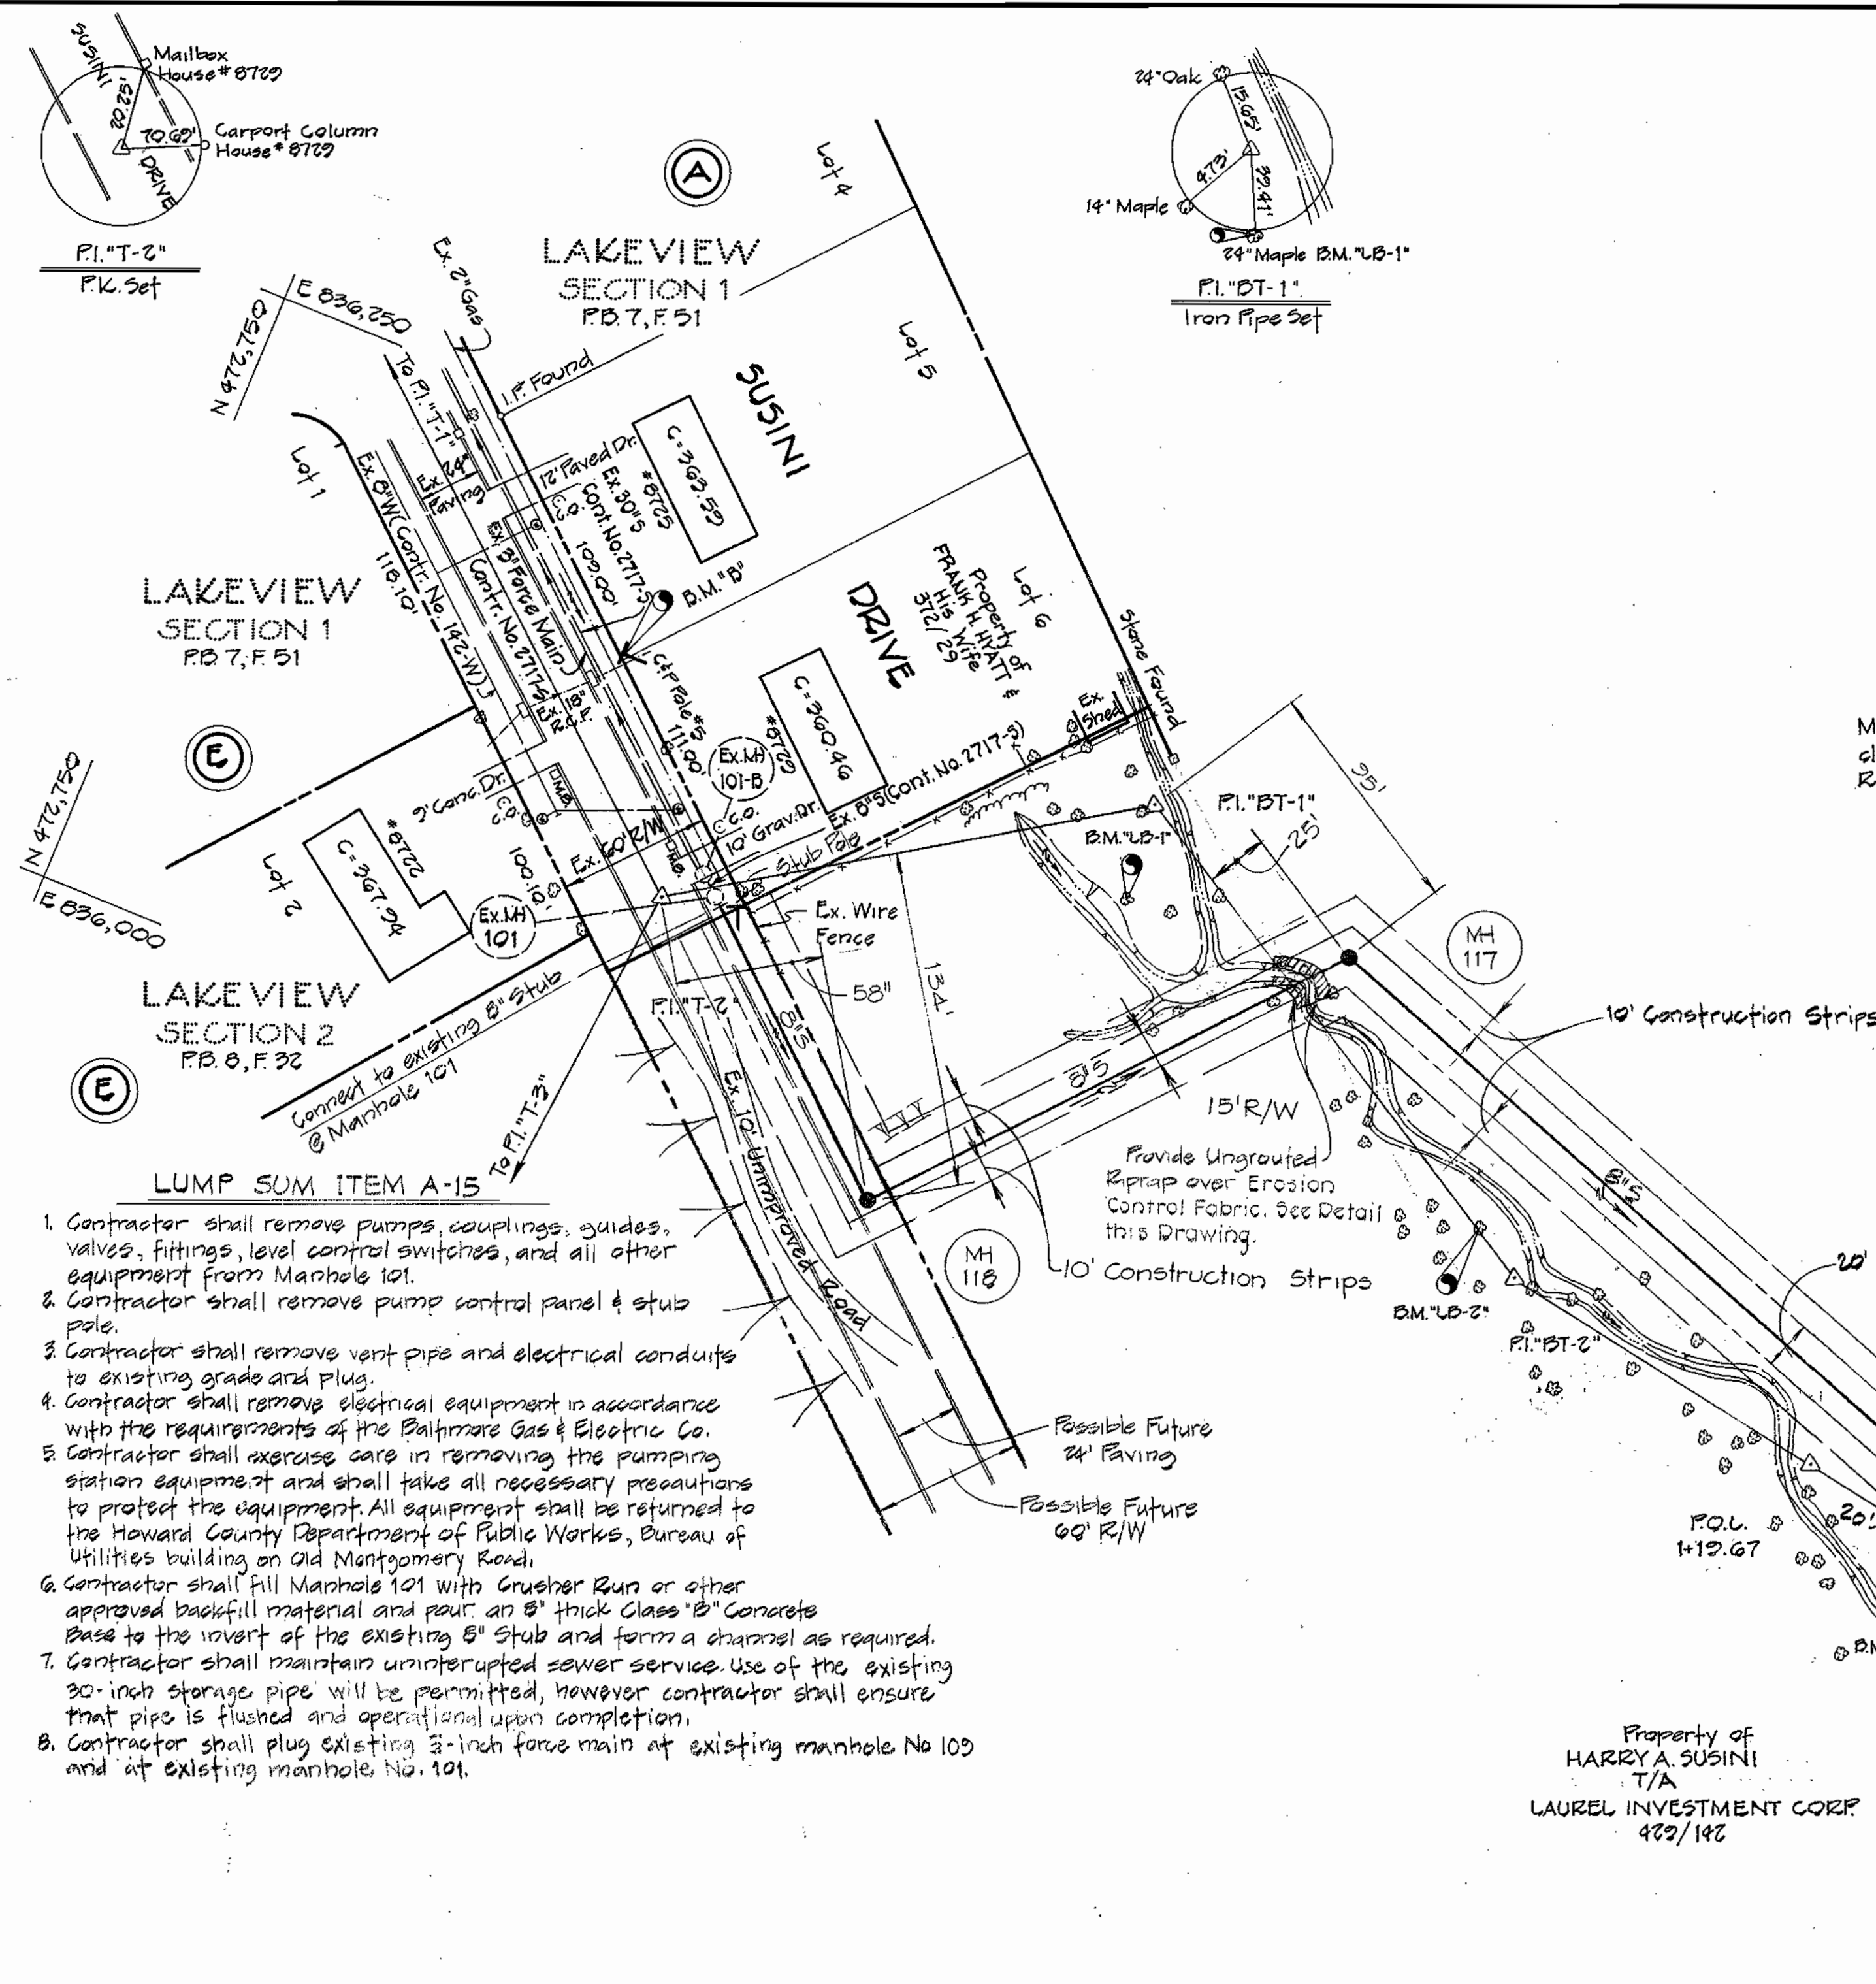 SUSINI
DRIVE
Mailbox
House # 8729
70.69'
Carport Column
House # 8729
P.I. "T-2"
P.K. Set
24" Oak
15.65'
4.73'
39.41'
14" Maple
24" Maple B.M. "LB-1"
P.I. "BT-1"
Iron Pipe Set
A
LAKEVIEW
SECTION 1
P.B. 7, F. 51
Lot 4
Lot 5
Ex. 2" Gas
N 472,750
E 836,250
To P.I. "T-1"
I.P. Found
SUSINI
DRIVE
Lot 1
Ex. 8" W (Contr. No. 142-W)
118.10'
Ex. 24'
Paving
12' Paved Dr.
C.O.
Ex. 30" S
Cont. No. 2717-S
#8725
G=363.59
109.00'
B.M. "B"
Ex. 3" Force Main
Contr. No. 2717-S
Ex. 18"
R.C.P.
LAKEVIEW
SECTION 1
P.B. 7, F. 51
E
C&P Pole #5
111.00'
Ex. MH
101-B
#8729
G=360.46
Lot 6
Property of
FRANK H. HYATT &
His Wife
372/29
Stone Found
Ex.
Shed
Ex. 8" S (Cont. No. 2717-S)
C.O.
10' Grav. Dr.
Stub Pole
9' Conc. Dr.
C.O.
M.B.
M.B.
Ex. 60' R/W
100.10'
N 472,750
E 836,000
Lot 2
#8722
G=367.94
Ex. MH
101
Ex. Wire
Fence
58"
134'
95'
25'
P.I. "BT-1"
B.M. "LB-1"
MH
117
10' Construction Strips
LAKEVIEW
SECTION 2
P.B. 8, F. 32
E
Connect to existing 8" Stub
@ Manhole 101
P.I. "T-2"
To P.I. "T-3"
8"S
8"S
8"S
15' R/W
Provide Ungrouted
Riprap over Erosion
Control Fabric. See Detail
this Drawing.
Ex. 10' Unimproved Road
MH
118
10' Construction Strips
B.M. "LB-2"
P.I. "BT-2"
20'
Possible Future
24' Paving
Possible Future
60' R/W
P.O.L.
1+19.67
LUMP SUM ITEM A-15
1. Contractor shall remove pumps, couplings, guides,
valves, fittings, level control switches, and all other
equipment from Manhole 101.
2. Contractor shall remove pump control panel & stub
pole.
3. Contractor shall remove vent pipe and electrical conduits
to existing grade and plug.
4. Contractor shall remove electrical equipment in accordance
with the requirements of the Baltimore Gas & Electric Co.
5. Contractor shall exercise care in removing the pumping
station equipment and shall take all necessary precautions
to protect the equipment. All equipment shall be returned to
the Howard County Department of Public Works, Bureau of
Utilities building on Old Montgomery Road.
6. Contractor shall fill Manhole 101 with Crusher Run or other
approved backfill material and pour an 8" thick Class "B" Concrete
Base to the invert of the existing 8" Stub and form a channel as required.
7. Contractor shall maintain uninterupted sewer service. Use of the existing
30-inch storage pipe will be permitted, however contractor shall ensure
that pipe is flushed and operational upon completion.
8. Contractor shall plug existing 3-inch force main at existing manhole No 109
and at existing manhole No. 101.
Property of
HARRY A. SUSINI
T/A
LAUREL INVESTMENT CORP.
429/142